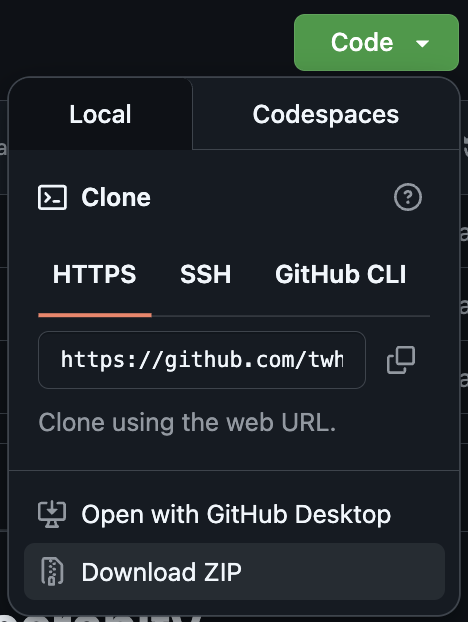 Code
Local Codespaces
Clone
HTTPS SSH GitHub CLI
https://github.com/twh
Clone using the web URL.
Open with GitHub Desktop
Download ZIP